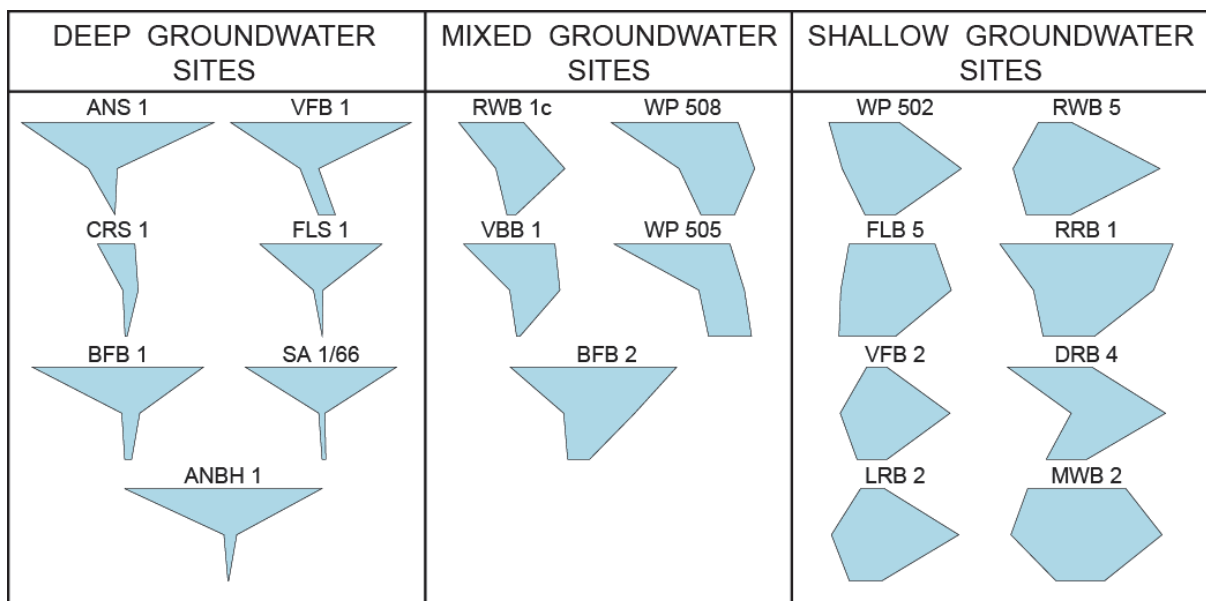 DEEP GROUNDWATER
SITES
MIXED GROUNDWATER
SITES
SHALLOW GROUNDWATER
SITES
ANS 1
VFB 1
CRS 1
FLS 1
BFB 1
SA 1/66
ANBH 1
RWB 1c
WP 508
VBB 1
WP 505
BFB 2
WP 502
RWB 5
FLB 5
RRB 1
VFB 2
DRB 4
LRB 2
MWB 2